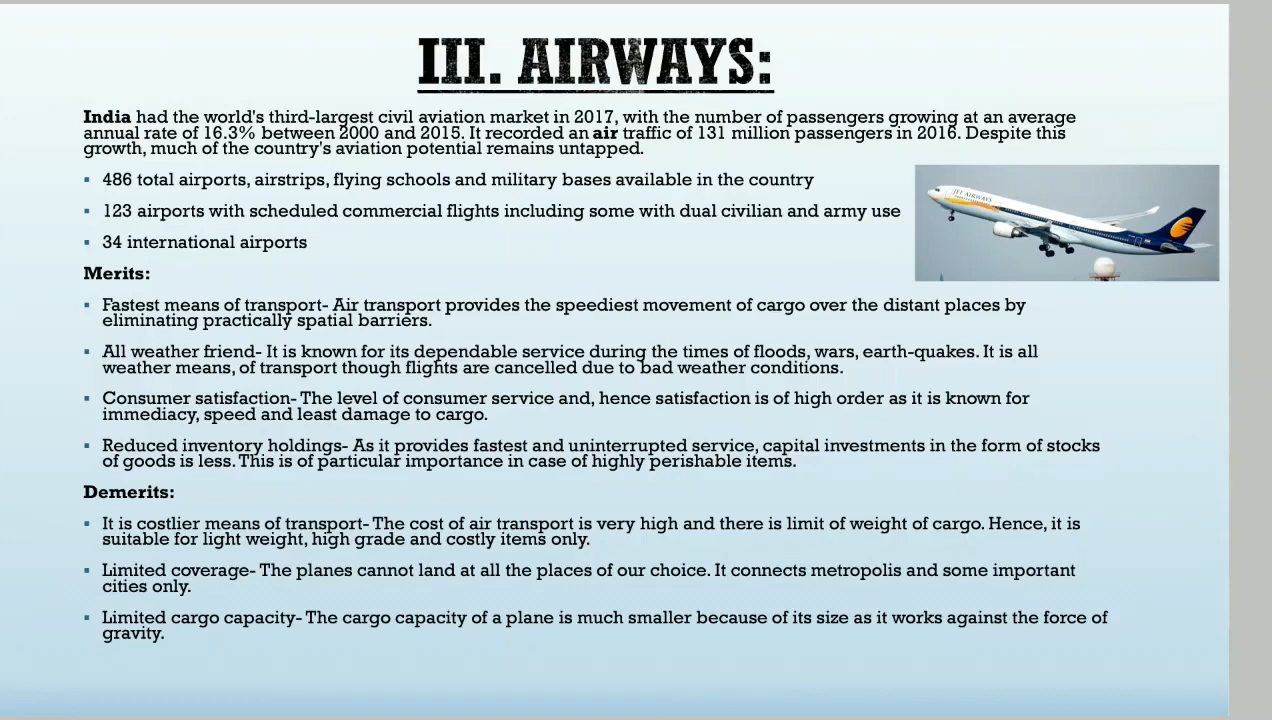 III. AIRWAYS:
India had the world's third-largest civil aviation market in 2017, with the number of passengers growing at an average
annual rate of 16.3% between 2000 and 2015. It recorded an air traffic of 131 million passengers in 2016. Despite this
growth, much of the country's aviation potential remains untapped.
▪ 486 total airports, airstrips, flying schools and military bases available in the country
▪ 123 airports with scheduled commercial flights including some with dual civilian and army use
▪ 34 international airports
JET AIRWAYS
Merits:
▪ Fastest means of transport- Air transport provides the speediest movement of cargo over the distant places by
eliminating practically spatial barriers.
▪ All weather friend- It is known for its dependable service during the times of floods, wars, earth-quakes. It is all
weather means, of transport though flights are cancelled due to bad weather conditions.
▪ Consumer satisfaction- The level of consumer service and, hence satisfaction is of high order as it is known for
immediacy, speed and least damage to cargo.
▪ Reduced inventory holdings- As it provides fastest and uninterrupted service, capital investments in the form of stocks
of goods is less. This is of particular importance in case of highly perishable items.
Demerits:
▪ It is costlier means of transport- The cost of air transport is very high and there is limit of weight of cargo. Hence, it is
suitable for light weight, high grade and costly items only.
▪ Limited coverage- The planes cannot land at all the places of our choice. It connects metropolis and some important
cities only.
▪ Limited cargo capacity- The cargo capacity of a plane is much smaller because of its size as it works against the force of
gravity.